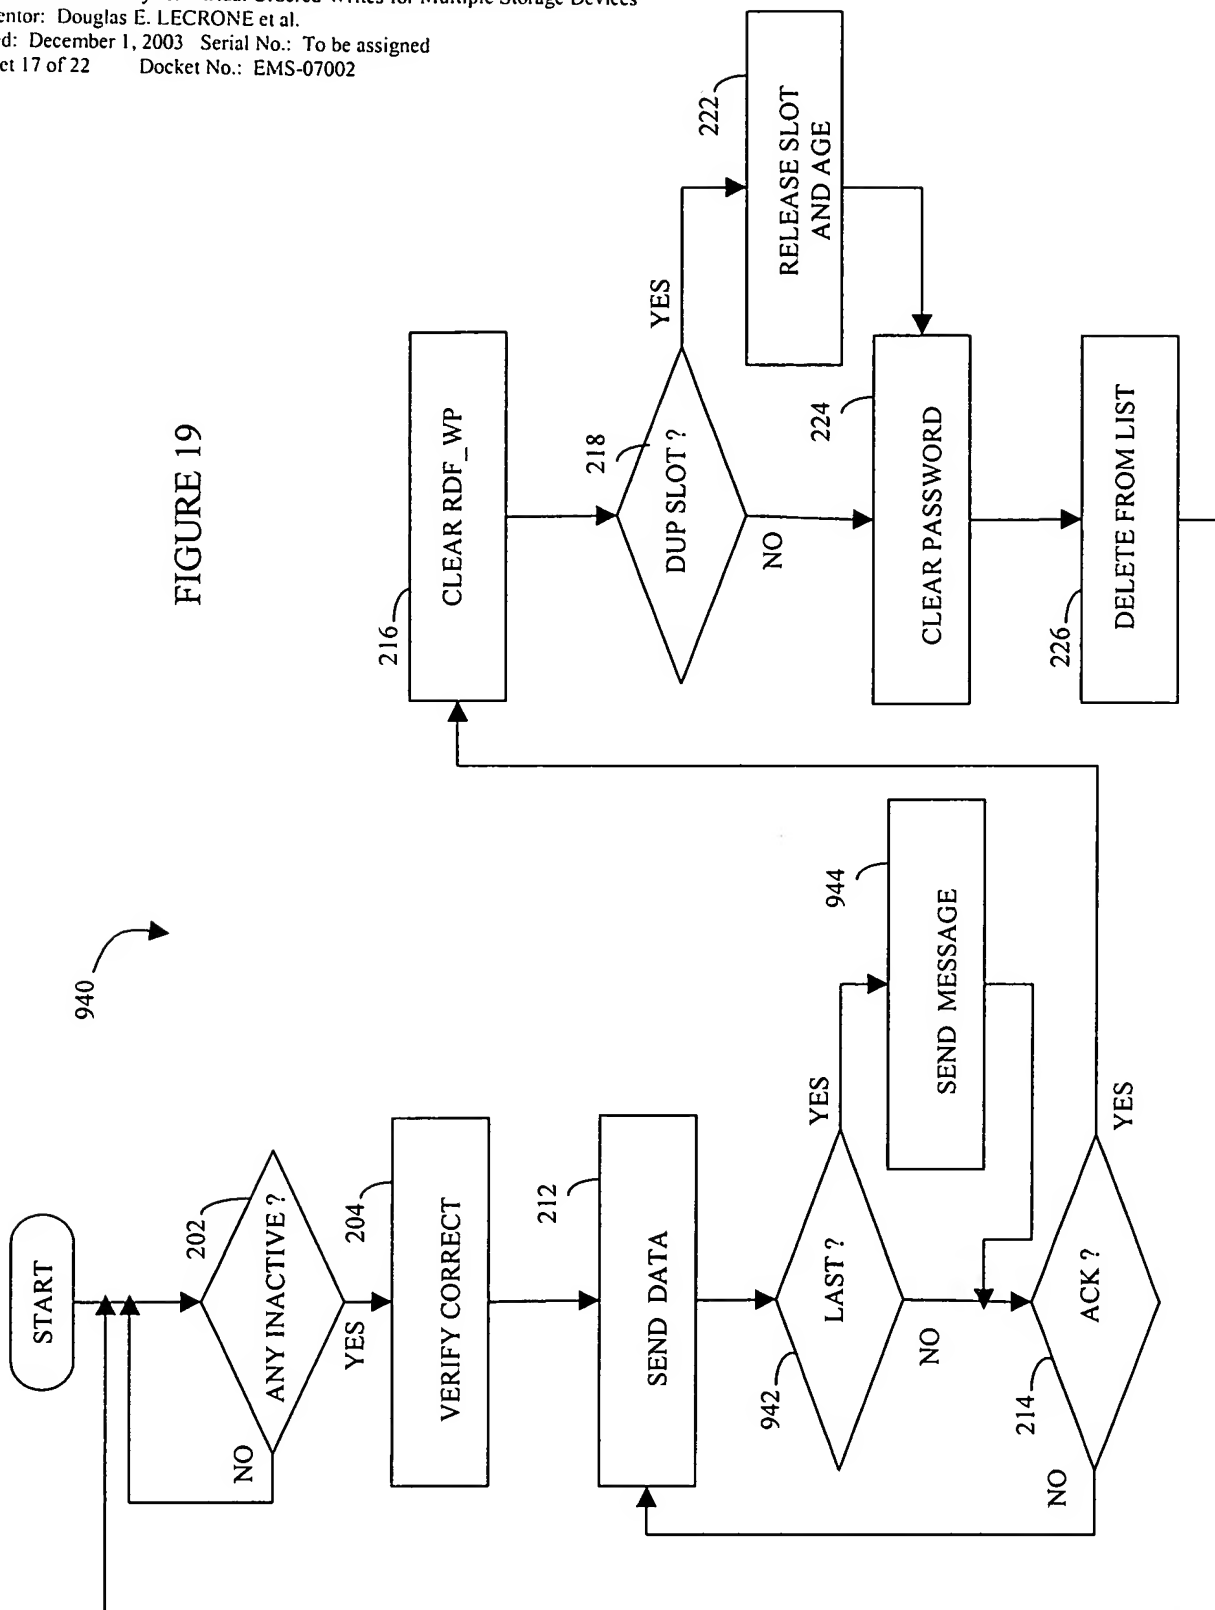 entor: Douglas E. LECRONE et al.
d: December 1, 2003 Serial No.: To be assigned
et 17 of 22 Docket No.: EMS-07002
FIGURE 19
940
START
202
ANY INACTIVE ?
NO
YES
204
VERIFY CORRECT
212
SEND DATA
942
LAST ?
YES
NO
944
SEND MESSAGE
214
ACK ?
NO
YES
216
CLEAR RDF_WP
218
DUP SLOT ?
YES
NO
222
RELEASE SLOT
AND AGE
224
CLEAR PASSWORD
226
DELETE FROM LIST